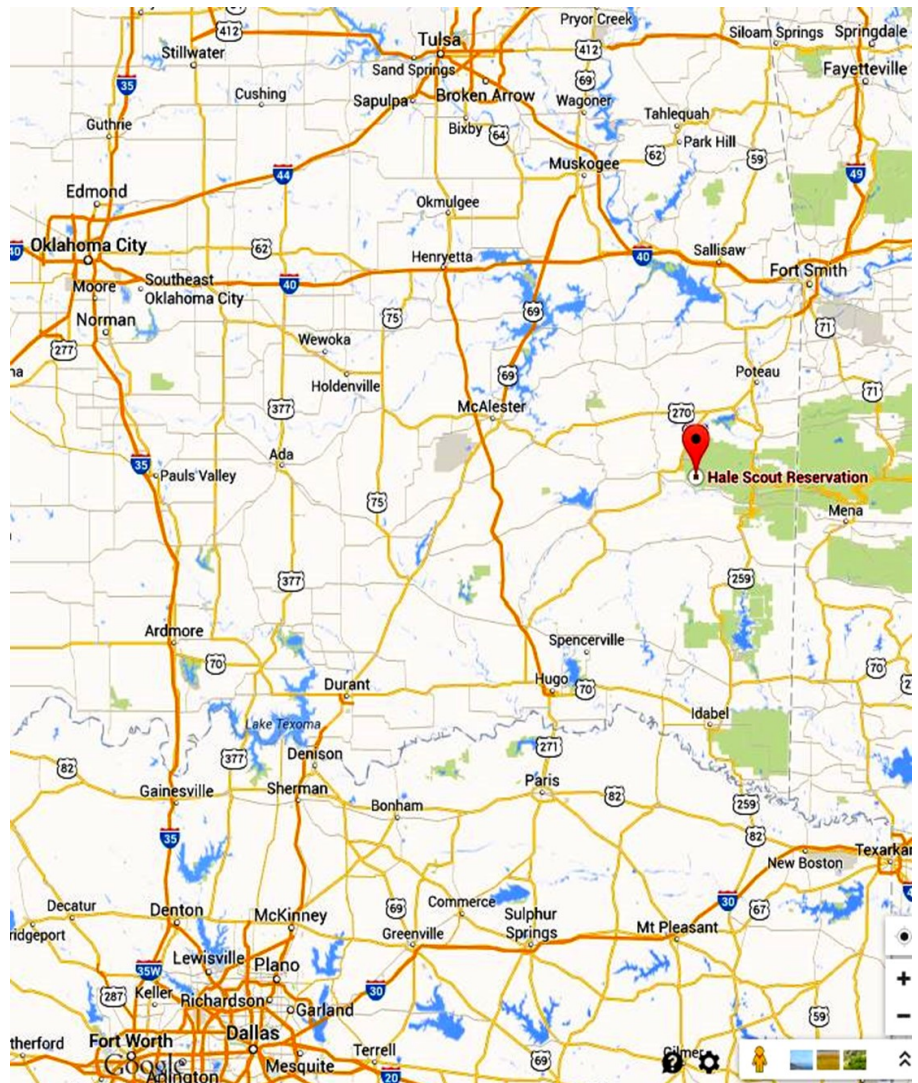 Pryor Creek
412
Tulsa
412
Siloam Springs
Springdale
Stillwater
Sand Springs
Fayetteville
35
Cushing
Sapulpa
Broken Arrow
69
Wagoner
Guthrie
Bixby
64
Tahlequah
Park Hill
62
59
Muskogee
44
49
Edmond
Okmulgee
40
Oklahoma City
62
Henryetta
40
Sallisaw
Fort Smith
Moore
Southeast
Oklahoma City
40
Norman
75
69
71
277
Wewoka
Holdenville
69
Poteau
377
McAlester
270
71
35
Pauls Valley
Ada
Hale Scout Reservation
75
Mena
377
259
Ardmore
Spencerville
70
Durant
Hugo
70
70
Idabel
Lake Texoma
377
Denison
271
82
Gainesville
Sherman
Paris
82
Bonham
259
35
82
New Boston
Texarkan
Decatur
Denton
McKinney
69
Commerce
Sulphur
Springs
30
67
ridgeport
Greenville
Mt Pleasant
Lewisville
35W
Plano
287
Keller
Richardson
30
Garland
59
therford
Fort Worth
Dallas
Google
Arlington
Mesquite
Terrell
20
69
Gilmer
+
−